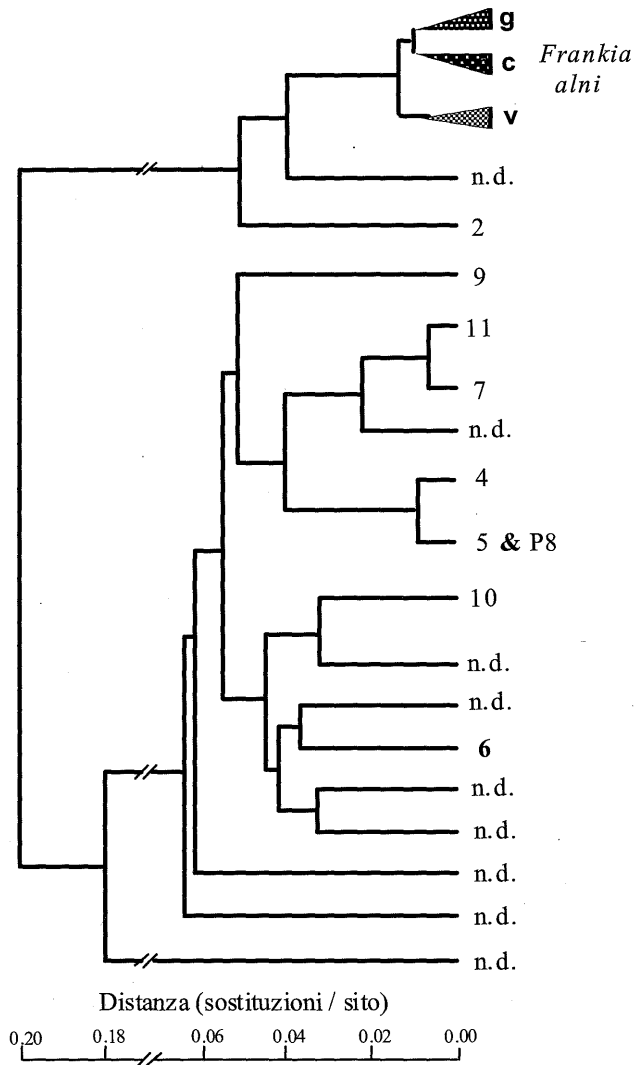 g
c
Frankia
alni
v
n.d.
2
9
11
7
n.d.
4
5 & P8
10
n.d.
n.d.
6
n.d.
n.d.
n.d.
n.d.
n.d.
Distanza (sostituzioni / sito)
0.20 0.18 0.06 0.04 0.02 0.00